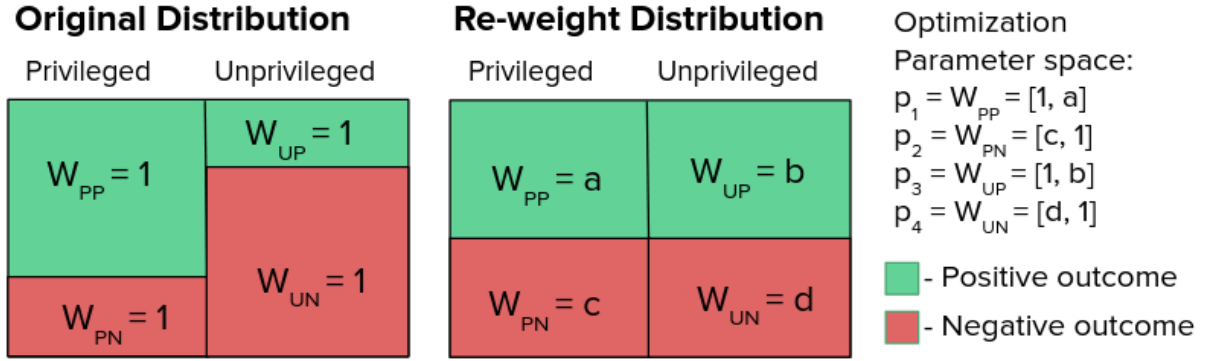 Original Distribution
Privileged Unprivileged
W_PP = 1
W_UP = 1
W_PN = 1
W_UN = 1
Re-weight Distribution
Privileged Unprivileged
W_PP = a
W_UP = b
W_PN = c
W_UN = d
Optimization
Parameter space:
p_1 = W_PP = [1, a]
p_2 = W_PN = [c, 1]
p_3 = W_UP = [1, b]
p_4 = W_UN = [d, 1]
- Positive outcome
- Negative outcome